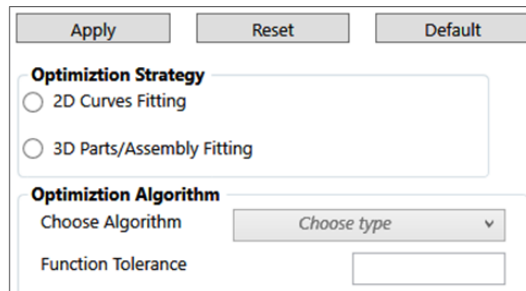 Apply Reset Default
Optimiztion Strategy
2D Curves Fitting
3D Parts/Assembly Fitting
Optimiztion Algorithm
Choose Algorithm Choose type
Function Tolerance